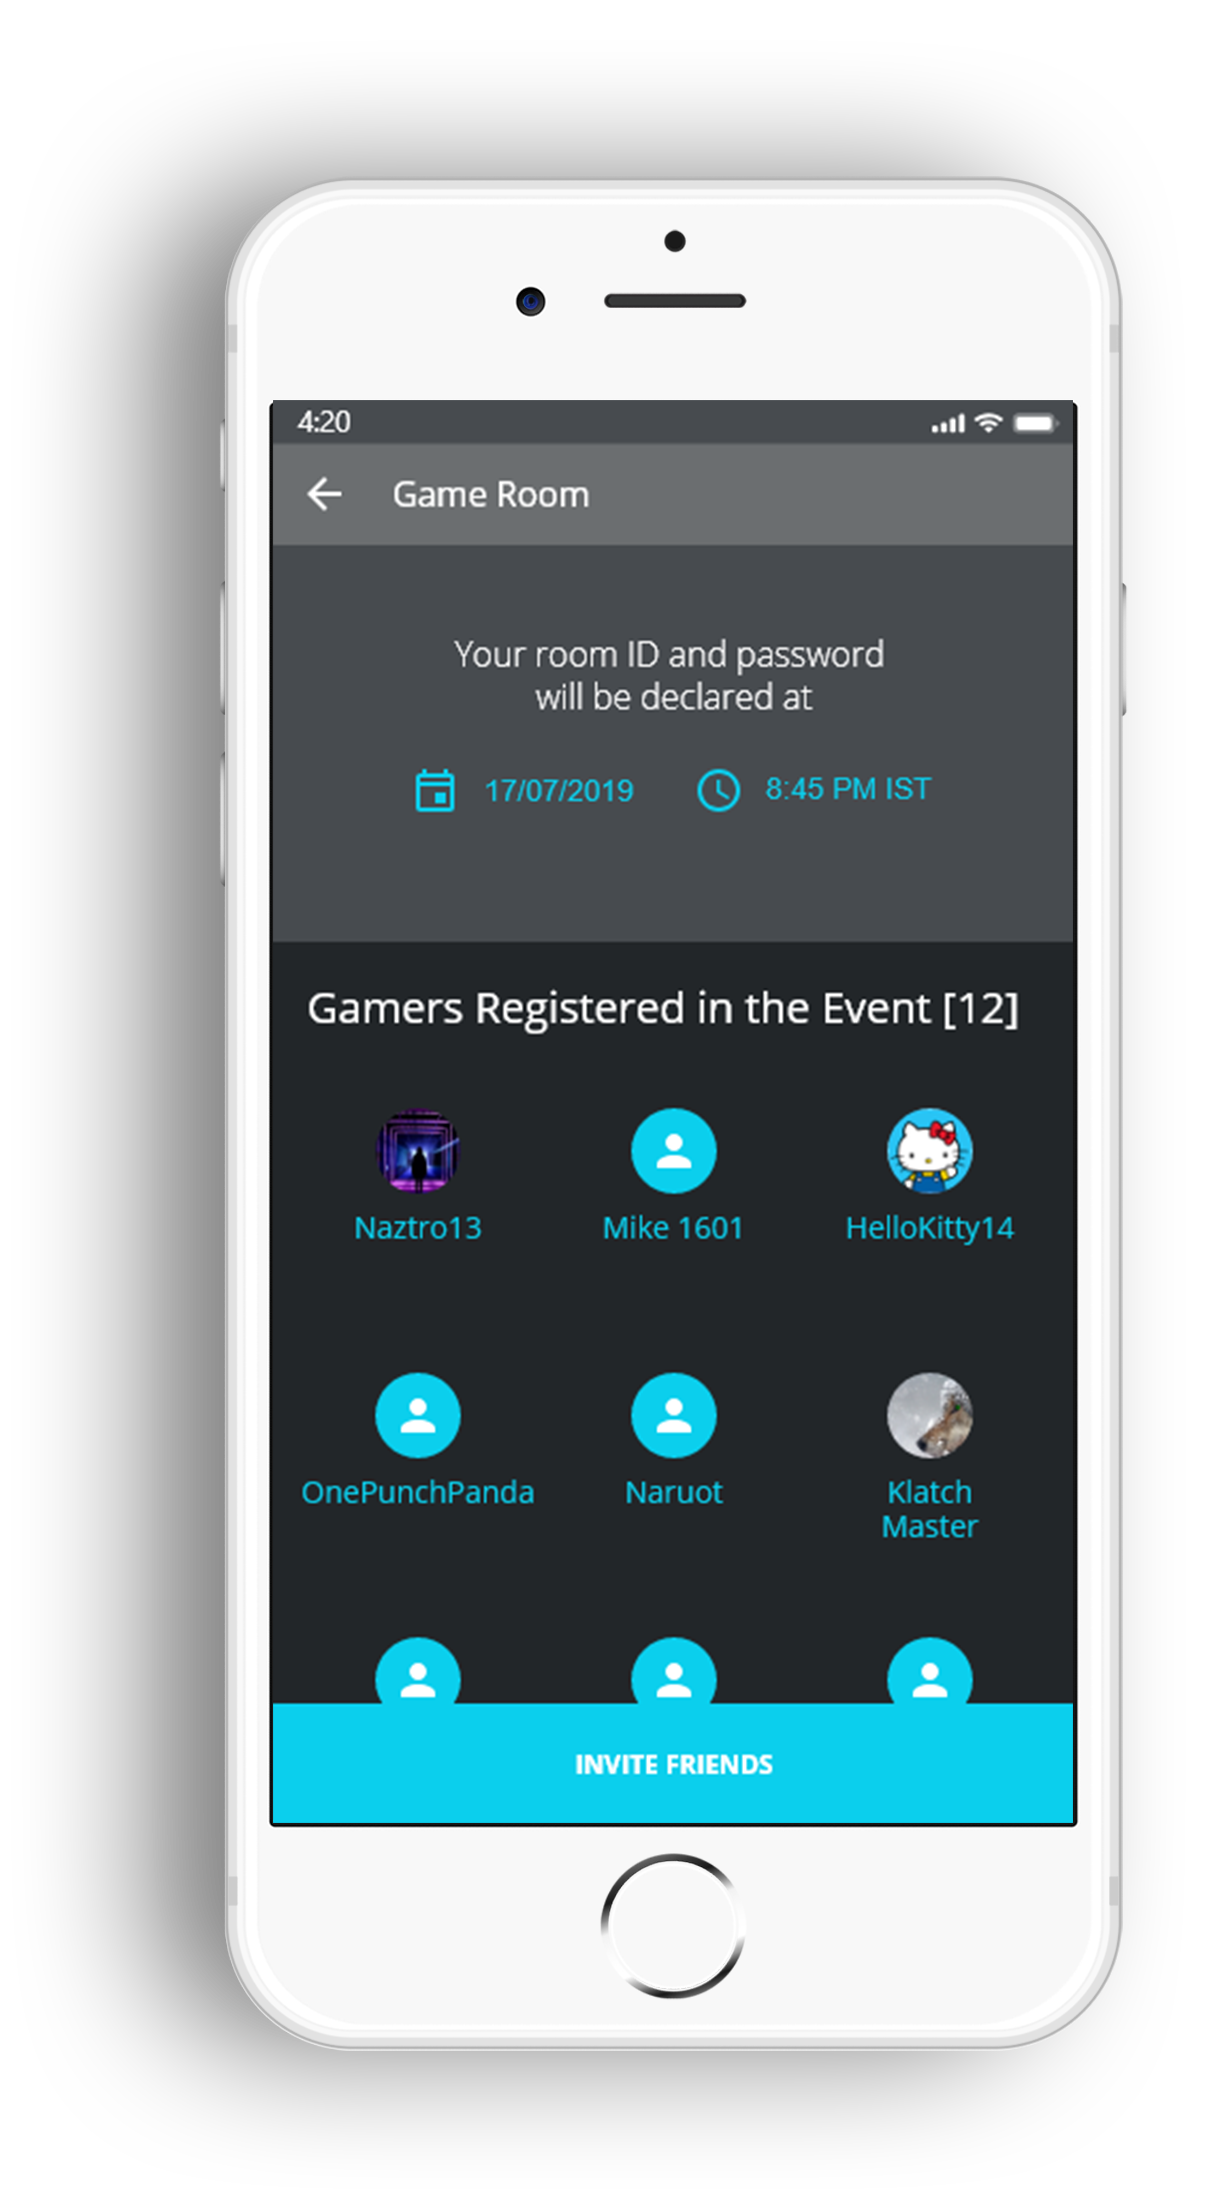 4:20
Game Room
Your room ID and password
will be declared at
17/07/2019 8:45 PM IST
Gamers Registered in the Event [12]
Naztro13 Mike 1601 HelloKitty14
OnePunchPanda Naruot Klatch
Master
INVITE FRIENDS